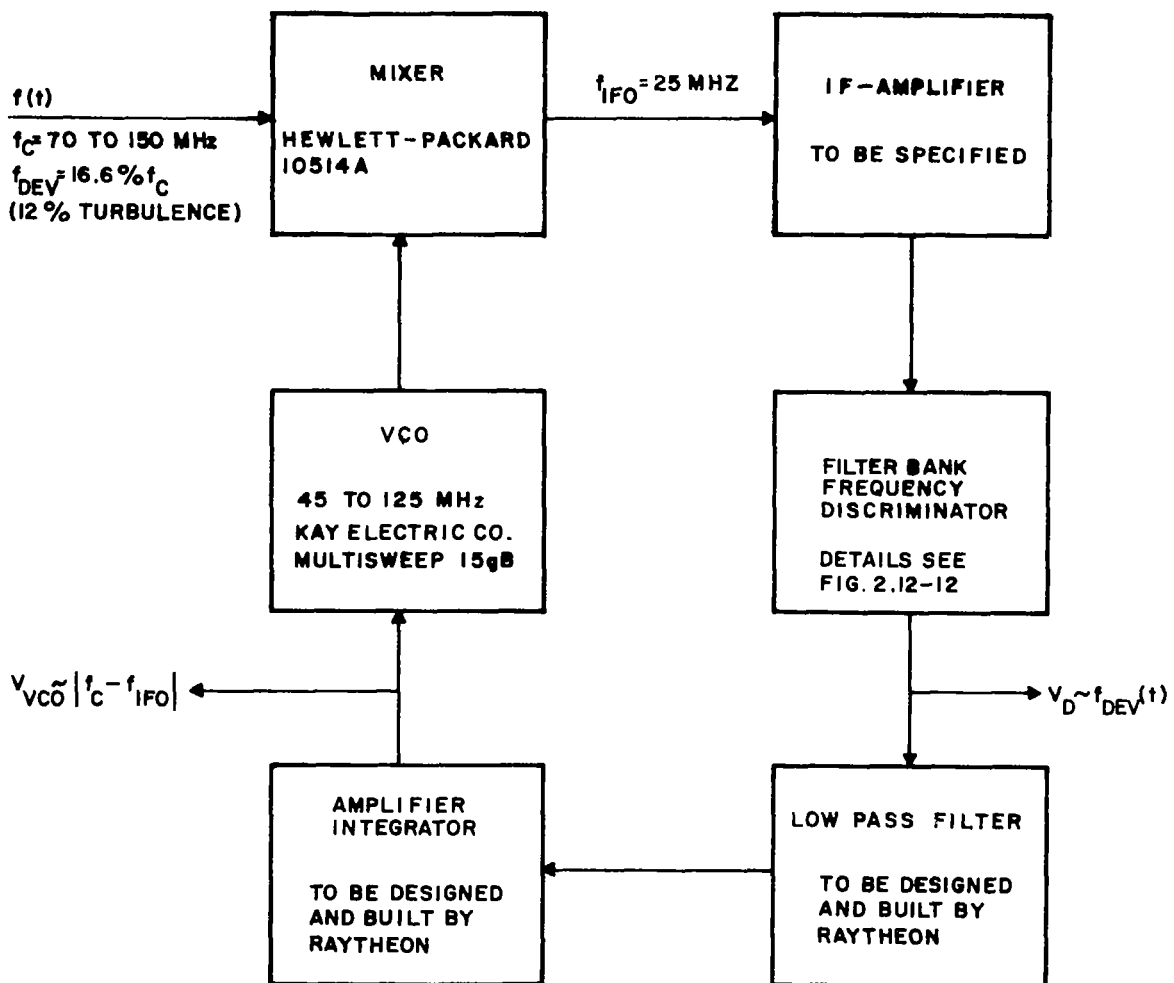 f(t)
f_C = 70 TO 150 MHz
f_DEV = 16.6% f_C
(12% TURBULENCE)
MIXER
HEWLETT-PACKARD
10514A
f_IFO = 25 MHZ
IF-AMPLIFIER
TO BE SPECIFIED
VCO
45 TO 125 MHz
KAY ELECTRIC CO.
MULTISWEEP 15gB
FILTER BANK
FREQUENCY
DISCRIMINATOR
DETAILS SEE
FIG. 2.12-12
V_VCO ~ |f_C - f_IFO|
V_D ~ f_DEV(t)
AMPLIFIER
INTEGRATOR
TO BE DESIGNED
AND BUILT BY
RAYTHEON
LOW PASS FILTER
TO BE DESIGNED
AND BUILT BY
RAYTHEON